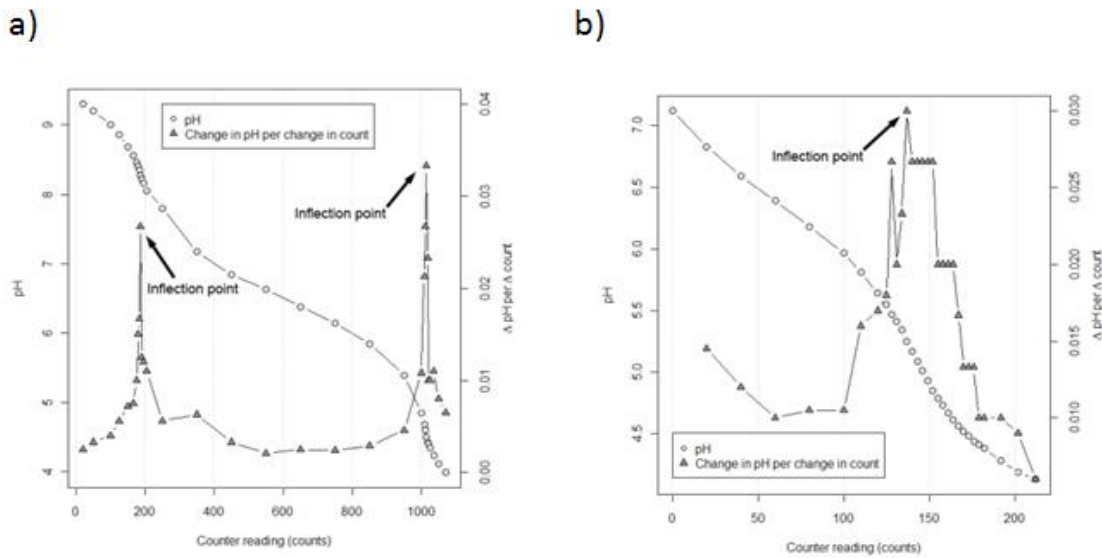 a)
b)
pH
Change in pH per change in count
Inflection point
Inflection point
pH
4
5
6
7
8
9
0.00
0.01
0.02
0.03
0.04
Δ pH per Δ count
0
200
400
600
800
1000
Counter reading (counts)
Inflection point
pH
Change in pH per change in count
pH
4.5
5.0
5.5
6.0
6.5
7.0
0.010
0.015
0.020
0.025
0.030
Δ pH per Δ count
0
50
100
150
200
Counter reading (counts)